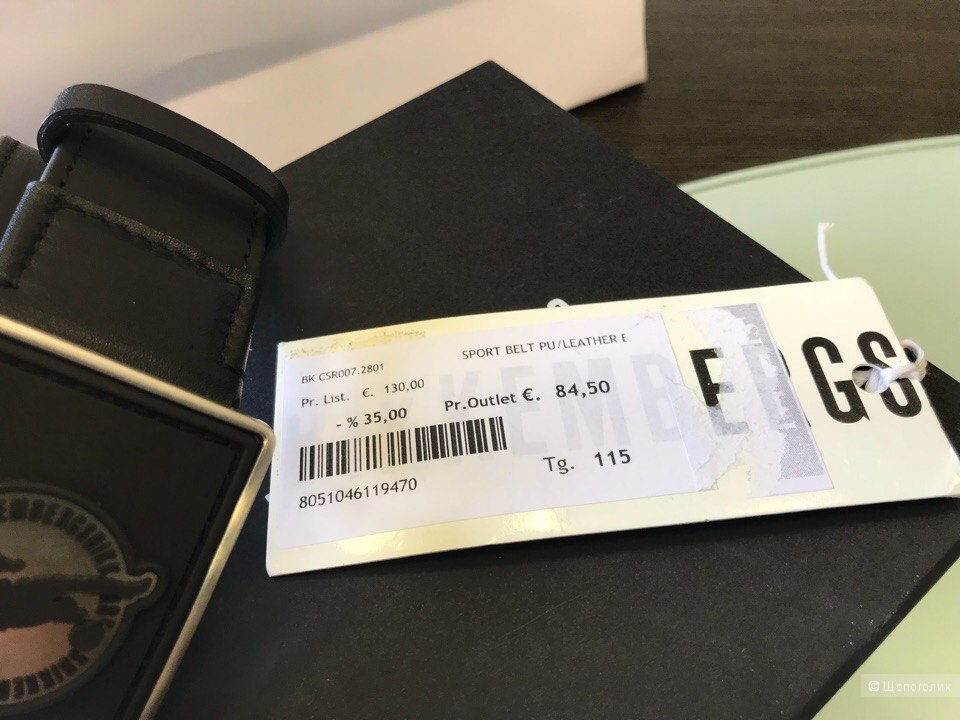 SPORT BELT PU/LEATHER E
BK CSR007.2801
Pr. List. €. 130,00
- % 35,00 Pr.Outlet €. 84,50
Tg. 115
8051046119470
KEMBERGS
© Шопоголик